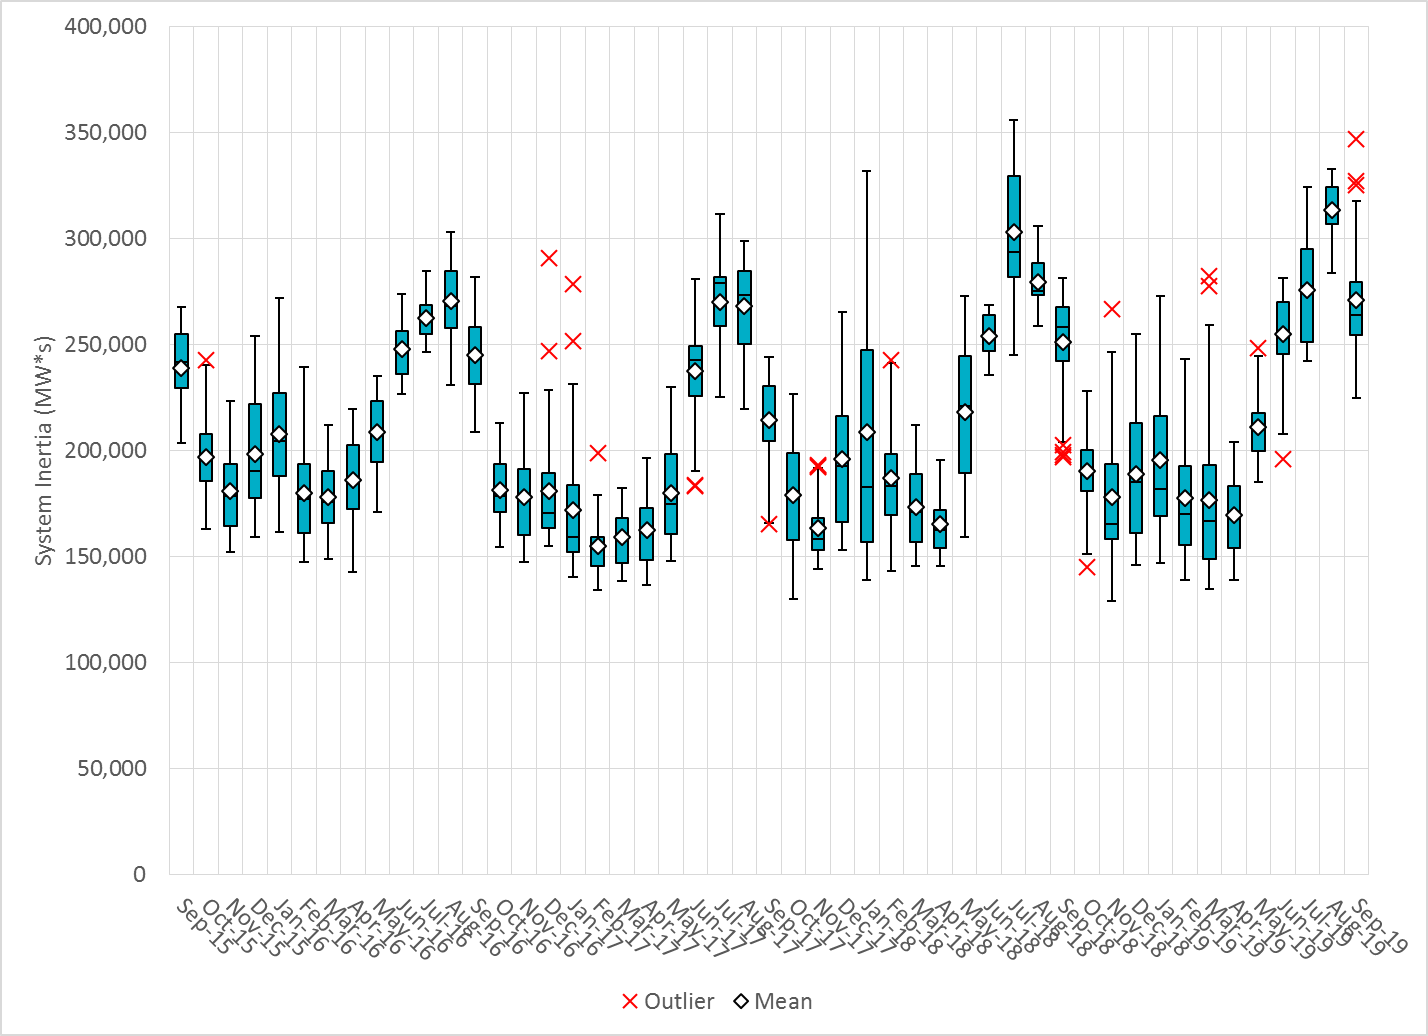 400,000
350,000
300,000
250,000
200,000
150,000
100,000
50,000
0
System Inertia (MW*s)
Sep-15
Oct-15
Nov-15
Dec-15
Jan-16
Feb-16
Mar-16
Apr-16
May-16
Jun-16
Jul-16
Aug-16
Sep-16
Oct-16
Nov-16
Dec-16
Jan-17
Feb-17
Mar-17
Apr-17
May-17
Jun-17
Jul-17
Aug-17
Sep-17
Oct-17
Nov-17
Dec-17
Jan-18
Feb-18
Mar-18
Apr-18
May-18
Jun-18
Jul-18
Aug-18
Sep-18
Oct-18
Nov-18
Dec-18
Jan-19
Feb-19
Mar-19
Apr-19
May-19
Jun-19
Jul-19
Aug-19
Sep-19
Outlier
Mean